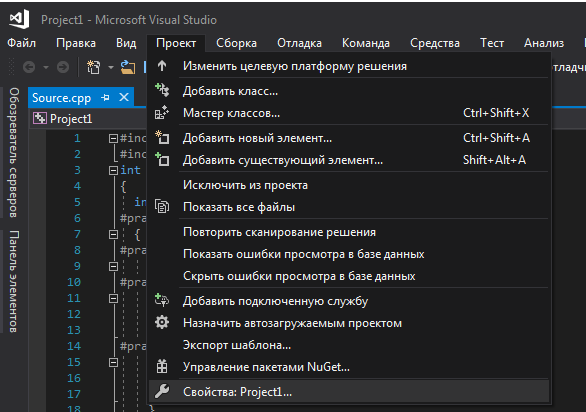 Project1 - Microsoft Visual Studio
Файл Правка Вид Проект Сборка Отладка Команда Средства Тест Анализ
Изменить целевую платформу решения
Добавить класс...
Мастер классов... Ctrl+Shift+X
Добавить новый элемент... Ctrl+Shift+A
Добавить существующий элемент... Shift+Alt+A
Исключить из проекта
Показать все файлы
Повторить сканирование решения
Показать ошибки просмотра в базе данных
Скрыть ошибки просмотра в базе данных
Добавить подключенную службу
Назначить автозагружаемым проектом
Экспорт шаблона...
Управление пакетами NuGet...
Свойства: Project1...
Обозреватель серверов
Панель элементов
Source.cpp
Project1
1 #inc
2 #inc
3 int
4 {
5 in
6 #pra
7 {
8 #pra
9
10 #pra
11
12
13
14 #pra
15
16
17
18 }